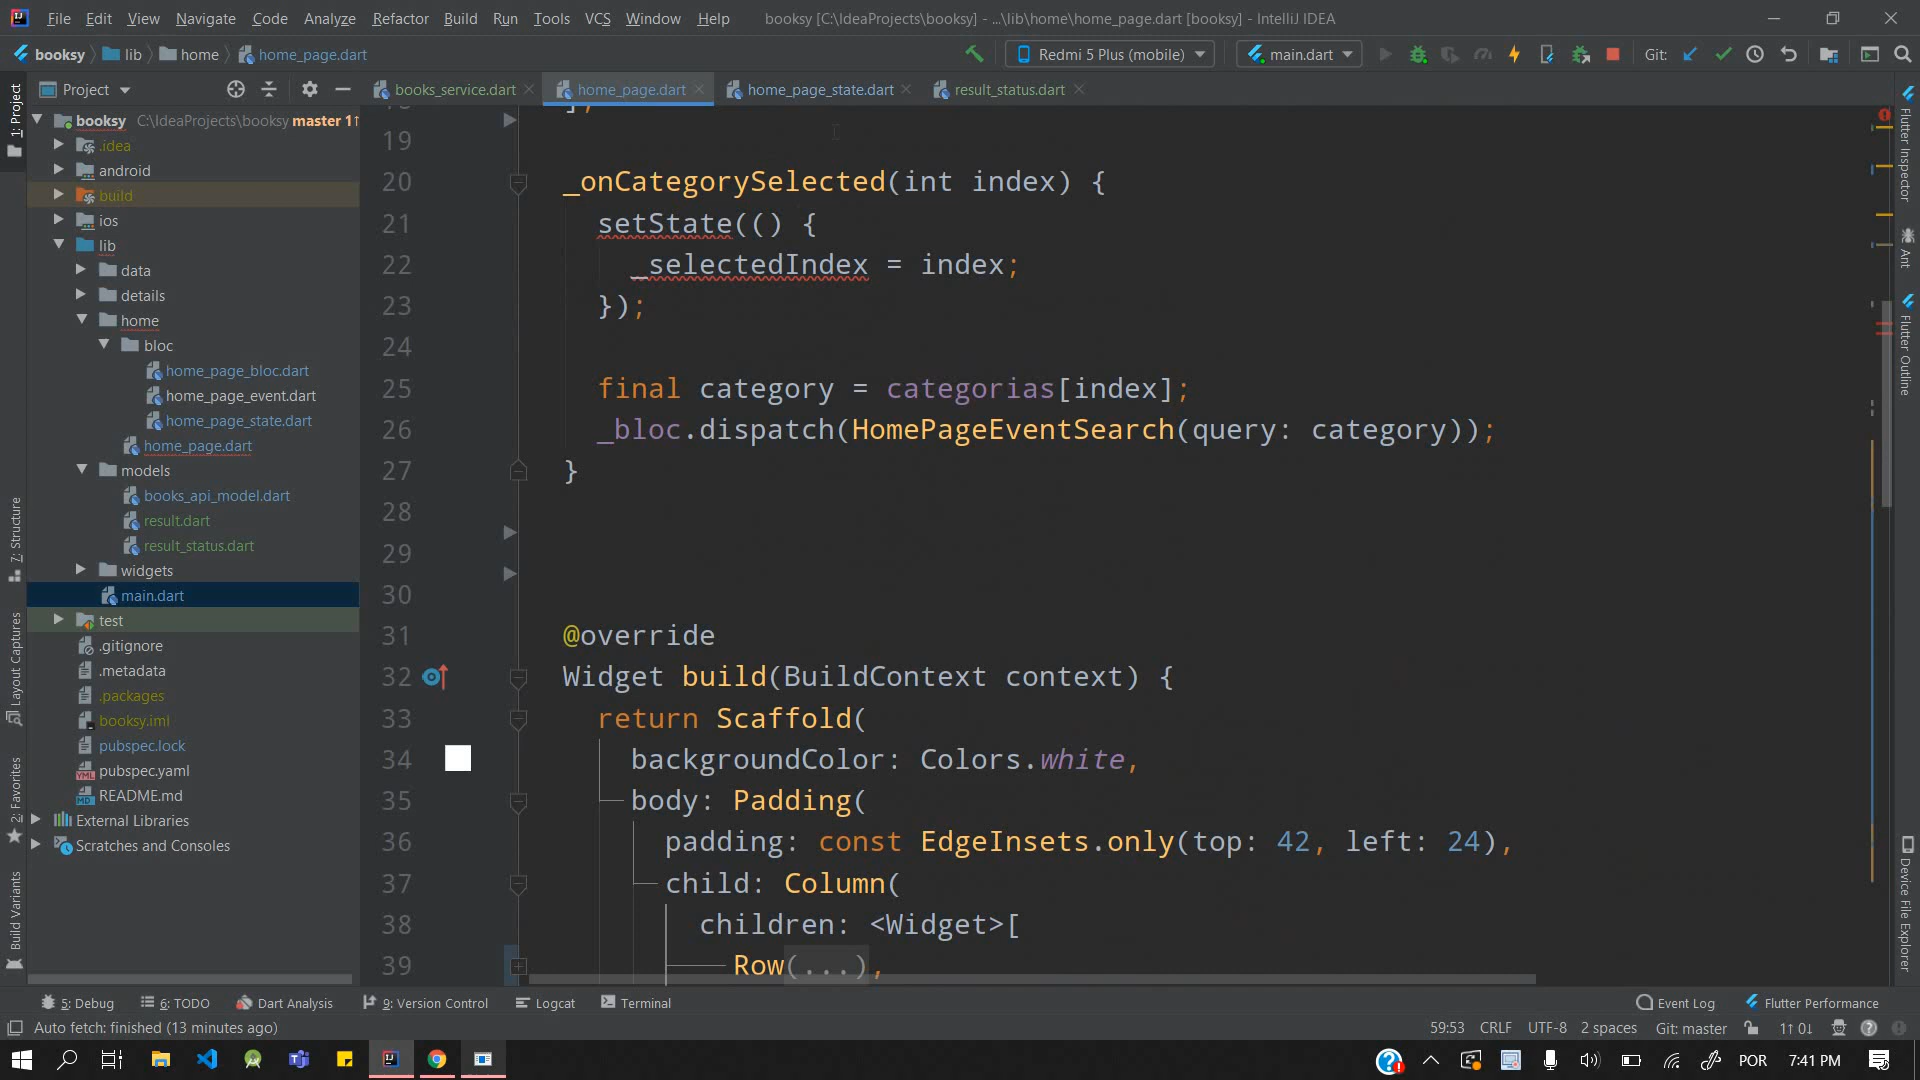 File Edit View Navigate Code Analyze Refactor Build Run Tools VCS Window Help booksy [C:\IdeaProjects\booksy] - ...\lib\home\home_page.dart [booksy] - IntelliJ IDEA
booksy lib home home_page.dart Redmi 5 Plus (mobile) main.dart Git:
Project books_service.dart home_page.dart home_page_state.dart result_status.dart
booksy C:\IdeaProjects\booksy master 1↑
.idea
android
build
ios
lib
data
details
home
bloc
home_page_bloc.dart
home_page_event.dart
home_page_state.dart
home_page.dart
models
books_api_model.dart
result.dart
result_status.dart
widgets
main.dart
test
.gitignore
.metadata
.packages
booksy.iml
pubspec.lock
pubspec.yaml
README.md
External Libraries
Scratches and Consoles
1: Project
7: Structure
Layout Captures
2: Favorites
Build Variants
];
19
20 _onCategorySelected(int index) {
21 setState(() {
22 _selectedIndex = index;
23 });
24
25 final category = categorias[index];
26 _bloc.dispatch(HomePageEventSearch(query: category));
27 }
28
29
30
31 @override
32 Widget build(BuildContext context) {
33 return Scaffold(
34 backgroundColor: Colors.white,
35 body: Padding(
36 padding: const EdgeInsets.only(top: 42, left: 24),
37 child: Column(
38 children: <Widget>[
39 Row(...),
Flutter Inspector
Ant
Flutter Outline
Device File Explorer
5: Debug 6: TODO Dart Analysis 9: Version Control Logcat Terminal Event Log Flutter Performance
Auto fetch: finished (13 minutes ago) 59:53 CRLF UTF-8 2 spaces Git: master 1↑ 0↓
POR 7:41 PM